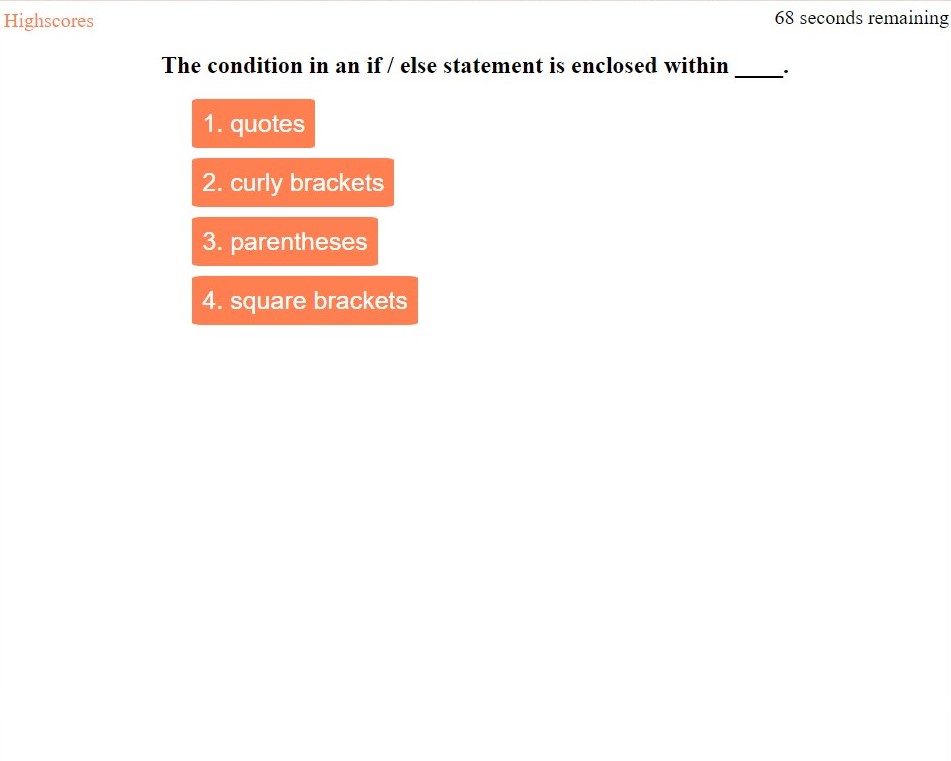 Highscores
68 seconds remaining
The condition in an if / else statement is enclosed within ____.
1. quotes
2. curly brackets
3. parentheses
4. square brackets